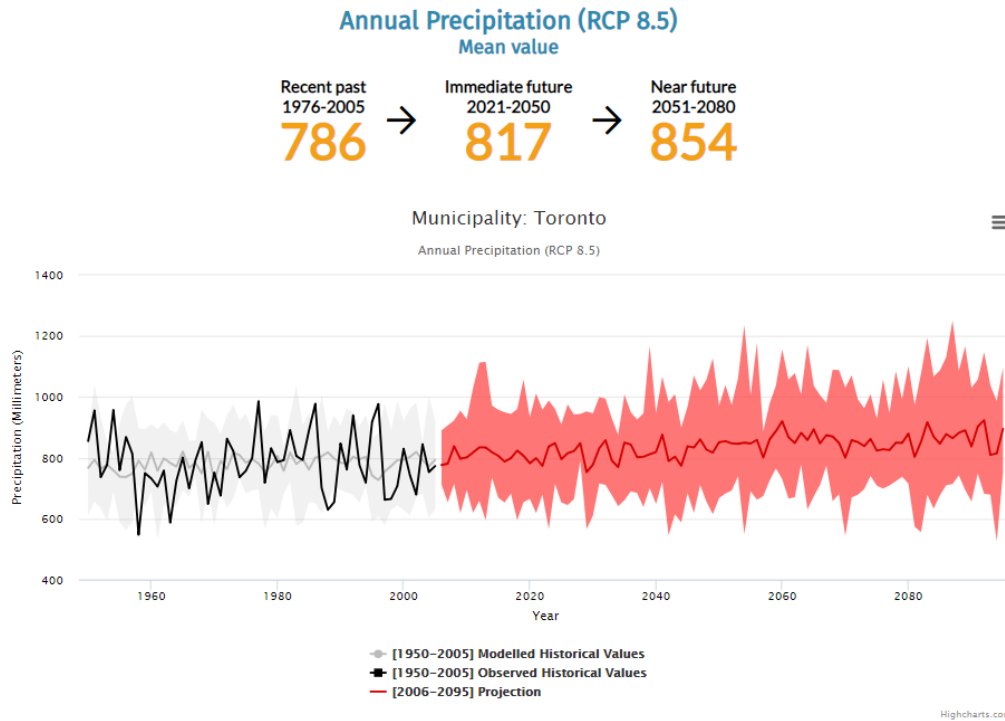 Annual Precipitation (RCP 8.5)
Mean value
Recent past
1976-2005
786
Immediate future
2021-2050
817
Near future
2051-2080
854
Municipality: Toronto
Annual Precipitation (RCP 8.5)
Precipitation (Millimeters)
1400
1200
1000
800
600
400
1960
1980
2000
2020
2040
2060
2080
Year
[1950-2005] Modelled Historical Values
[1950-2005] Observed Historical Values
[2006-2095] Projection